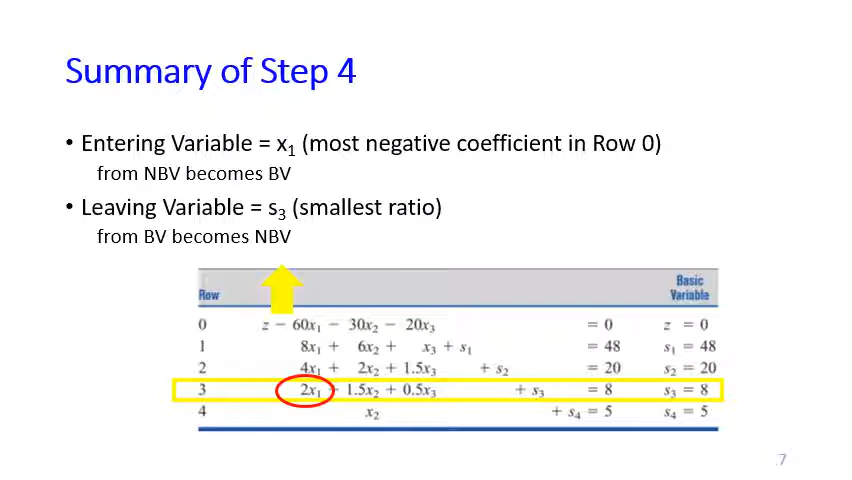 Summary of Step 4
• Entering Variable = x₁ (most negative coefficient in Row 0)
from NBV becomes BV
• Leaving Variable = s₃ (smallest ratio)
from BV becomes NBV
Row Basic Variable
0 z − 60x₁ − 30x₂ − 20x₃ = 0 z = 0
1 8x₁ + 6x₂ + x₃ + s₁ = 48 s₁ = 48
2 4x₁ + 2x₂ + 1.5x₃ + s₂ = 20 s₂ = 20
3 2x₁ + 1.5x₂ + 0.5x₃ + s₃ = 8 s₃ = 8
4 x₂ + s₄ = 5 s₄ = 5
7